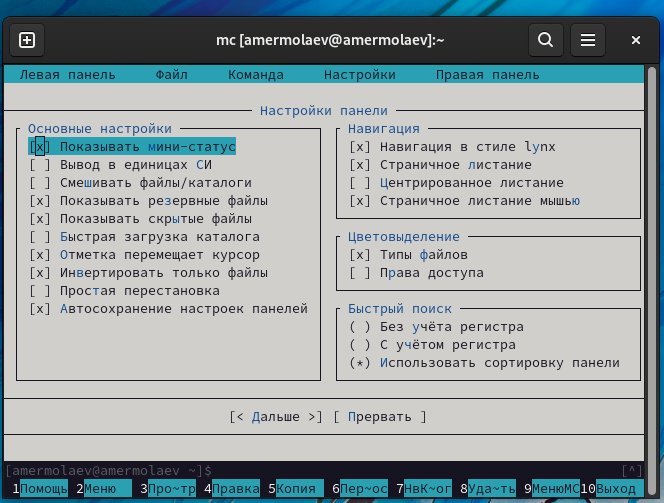 mc [amermolaev@amermolaev]:~
Левая панель Файл Команда Настройки Правая панель
Настройки панели
Основные настройки
[x] Показывать мини-статус
[ ] Вывод в единицах СИ
[ ] Смешивать файлы/каталоги
[x] Показывать резервные файлы
[x] Показывать скрытые файлы
[ ] Быстрая загрузка каталога
[x] Отметка перемещает курсор
[x] Инвертировать только файлы
[ ] Простая перестановка
[x] Автосохранение настроек панелей
Навигация
[x] Навигация в стиле lynx
[x] Страничное листание
[ ] Центрированное листание
[x] Страничное листание мышью
Цветовыделение
[x] Типы файлов
[ ] Права доступа
Быстрый поиск
( ) Без учёта регистра
( ) С учётом регистра
(*) Использовать сортировку панели
[< Дальше >] [ Прервать ]
[amermolaev@amermolaev ~]$ [^]
1Помощь 2Меню 3Про~тр 4Правка 5Копия 6Пер~ос 7НвК~ог 8Уда~ть 9МенюMC 10Выход